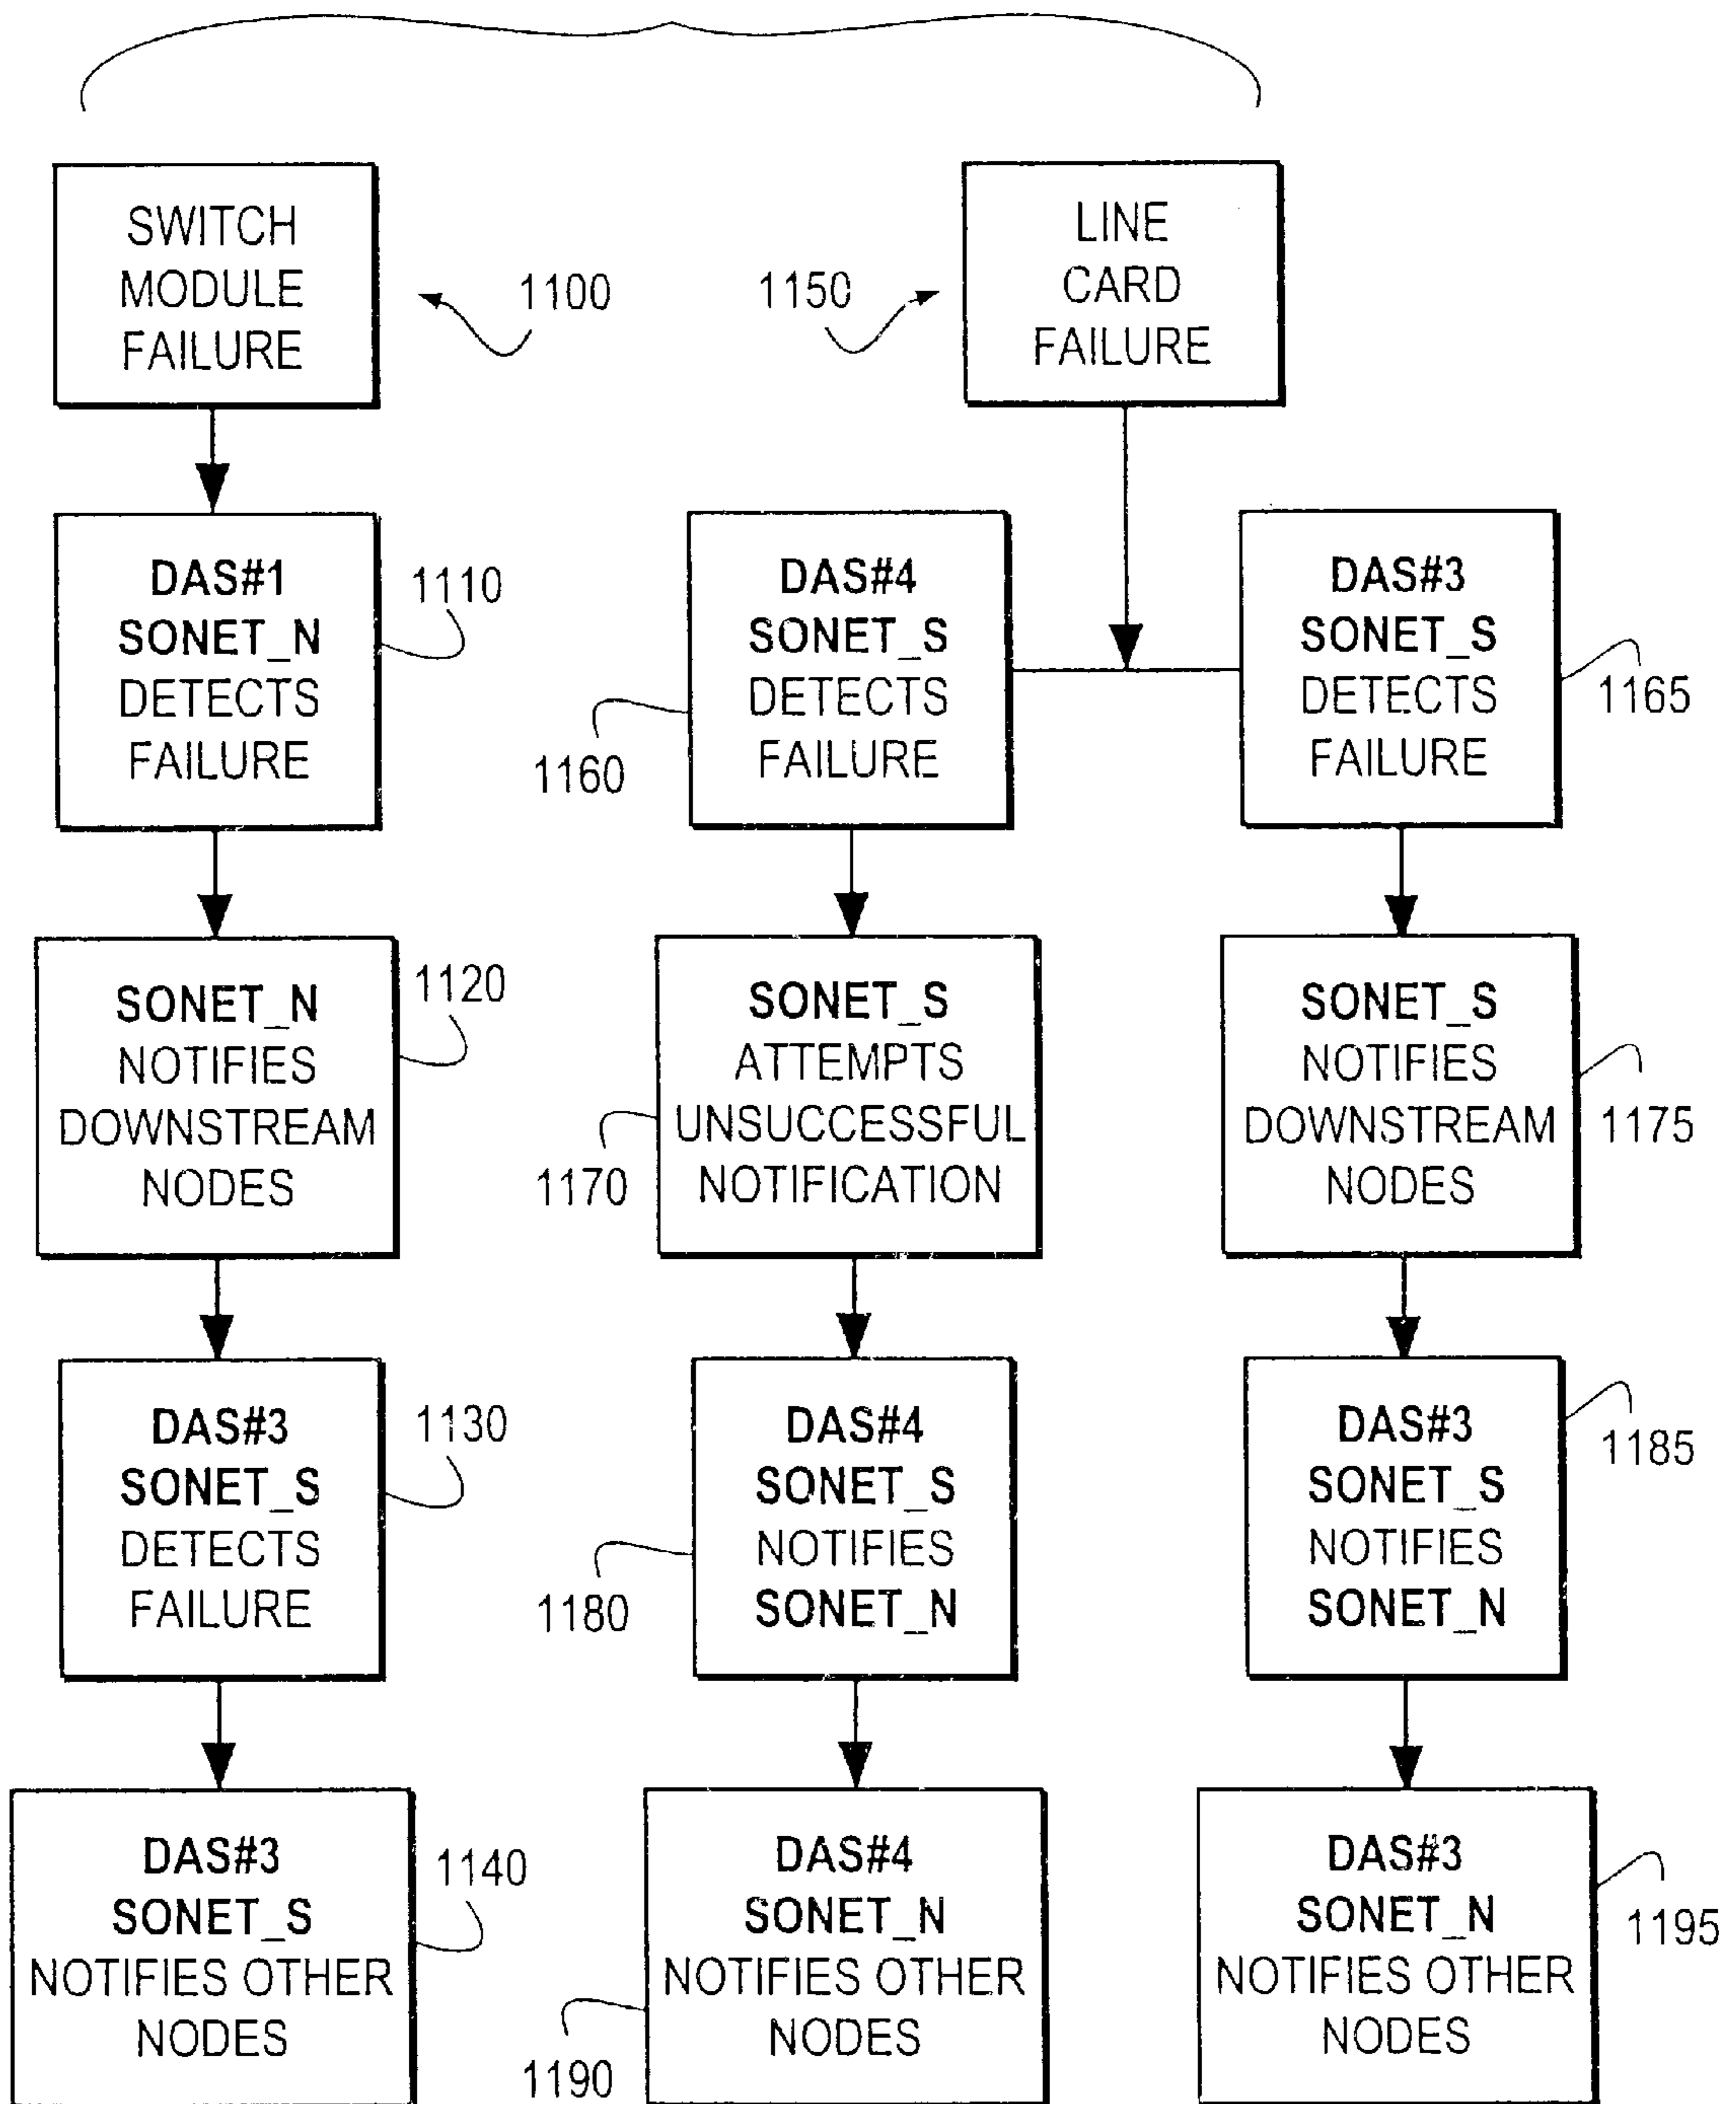 SWITCH
MODULE
FAILURE
1100
1150
LINE
CARD
FAILURE
DAS#1
SONET_N
DETECTS
FAILURE
1110
DAS#4
SONET_S
DETECTS
FAILURE
1160
DAS#3
SONET_S
DETECTS
FAILURE
1165
SONET_N
NOTIFIES
DOWNSTREAM
NODES
1120
SONET_S
ATTEMPTS
UNSUCCESSFUL
NOTIFICATION
1170
SONET_S
NOTIFIES
DOWNSTREAM
NODES
1175
DAS#3
SONET_S
DETECTS
FAILURE
1130
DAS#4
SONET_S
NOTIFIES
SONET_N
1180
DAS#3
SONET_S
NOTIFIES
SONET_N
1185
DAS#3
SONET_S
NOTIFIES OTHER
NODES
1140
DAS#4
SONET_N
NOTIFIES OTHER
NODES
1190
DAS#3
SONET_N
NOTIFIES OTHER
NODES
1195